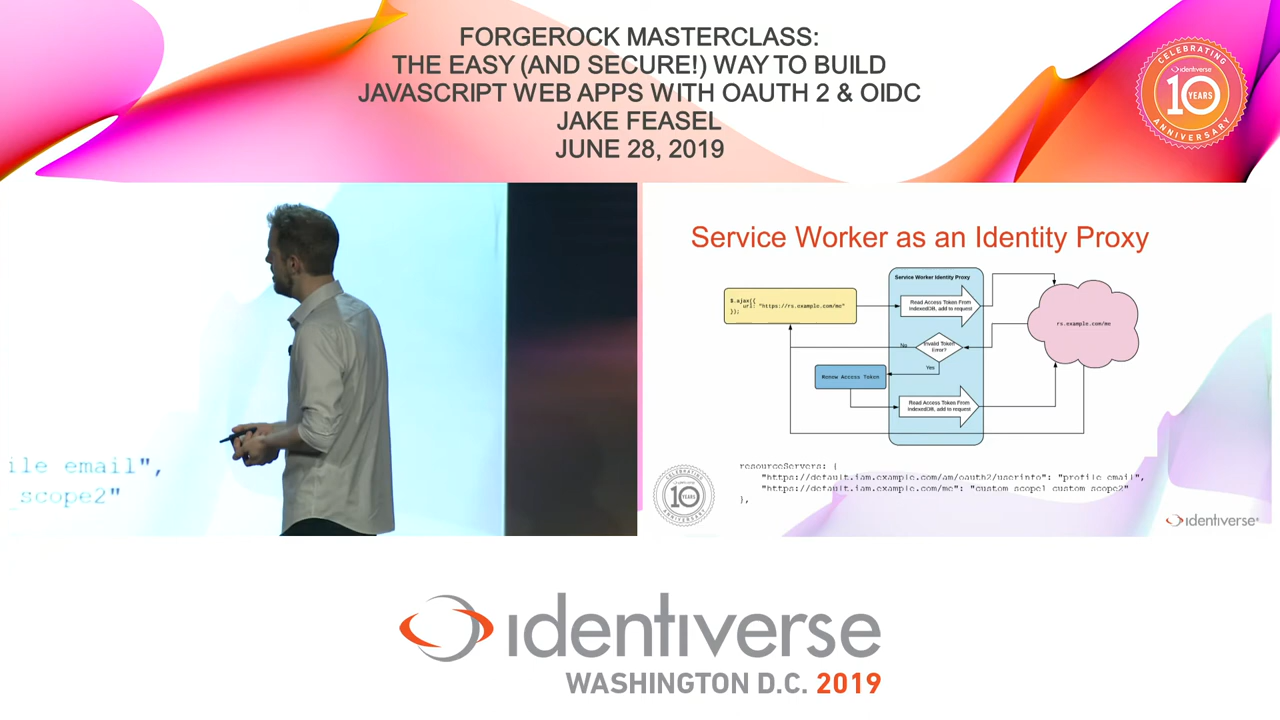 FORGEROCK MASTERCLASS:
THE EASY (AND SECURE!) WAY TO BUILD
JAVASCRIPT WEB APPS WITH OAUTH 2 & OIDC
JAKE FEASEL
JUNE 28, 2019
CELEBRATING
identiverse
10
YEARS
ANNIVERSARY
ile email",
_scope2"
Service Worker as an Identity Proxy
Service Worker Identity Proxy
$.ajax({
url: "https://rs.example.com/me"
});
Read Access Token From
IndexedDB, add to request
rs.example.com/me
No
Invalid Token
Error?
Yes
Renew Access Token
Read Access Token From
IndexedDB, add to request
resourceServers: {
"https://default.iam.example.com/am/oauth2/userinfo": "profile email",
"https://default.iam.example.com/me": "custom_scope1 custom_scope2"
},
CELEBRATING
10
YEARS
ANNIVERSARY
identiverse
identiverse
WASHINGTON D.C. 2019